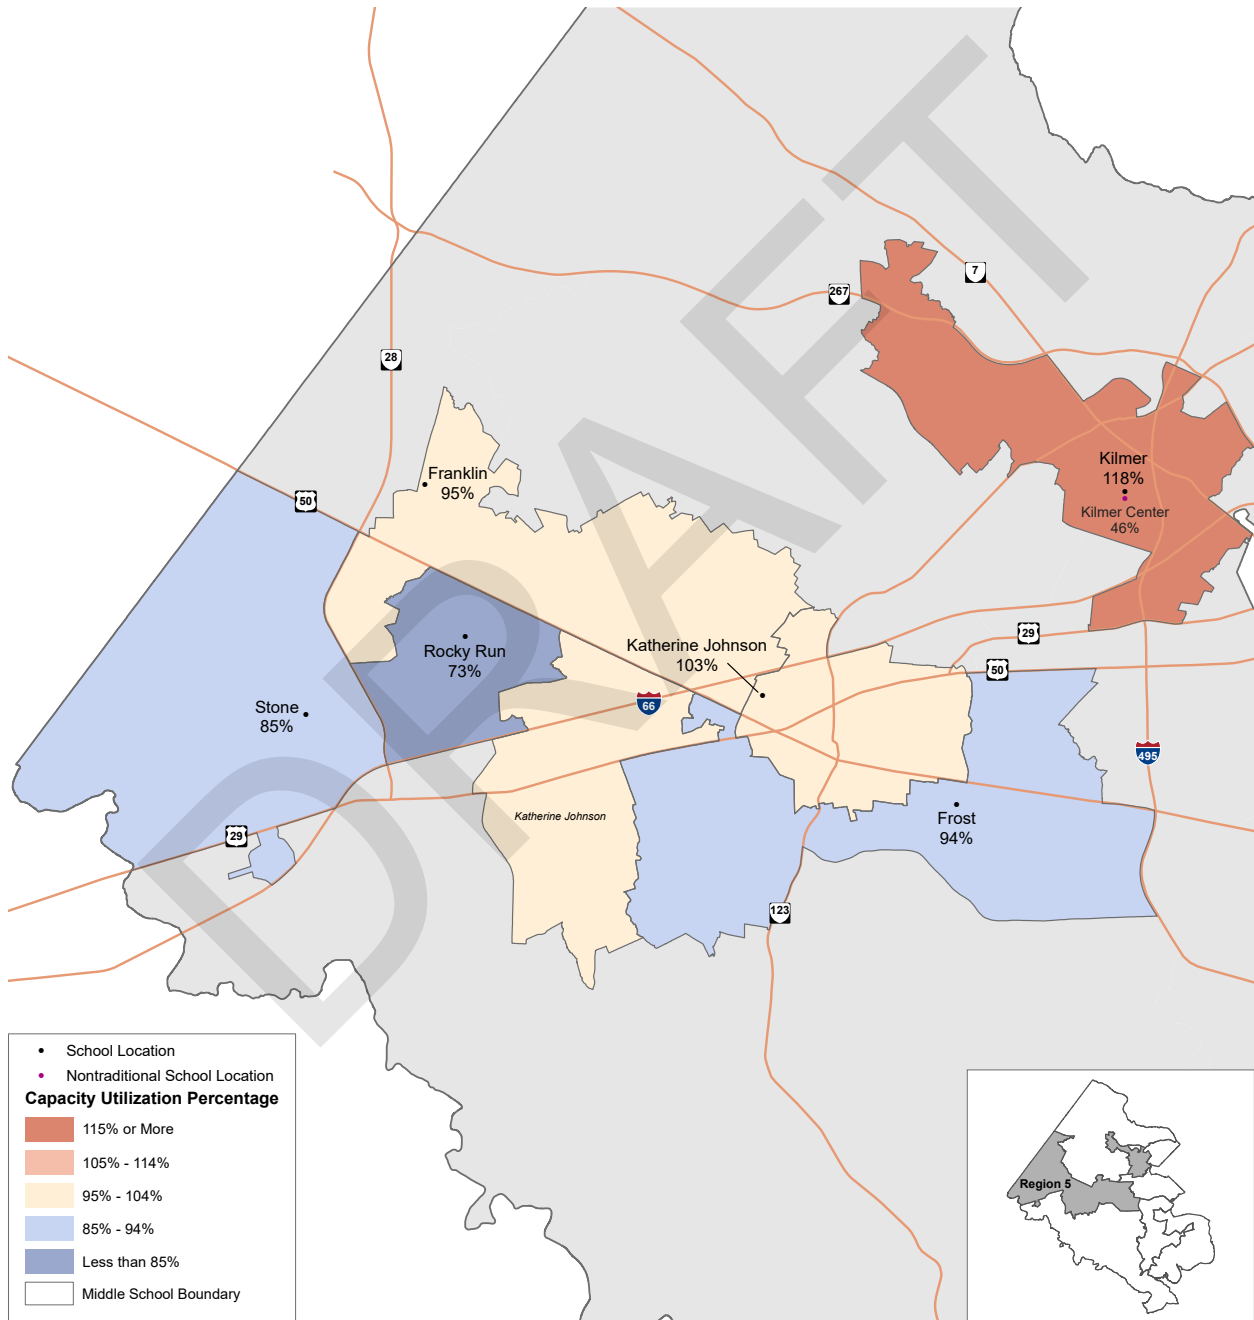 7
267
28
Franklin
95%
50
Kilmer
118%
Kilmer Center
46%
29
Katherine Johnson
103%
Rocky Run
73%
50
66
Stone
85%
495
Katherine Johnson
Frost
94%
29
123
DRAFT
School Location
Nontraditional School Location
Capacity Utilization Percentage
115% or More
105% - 114%
95% - 104%
85% - 94%
Less than 85%
Middle School Boundary
Region 5